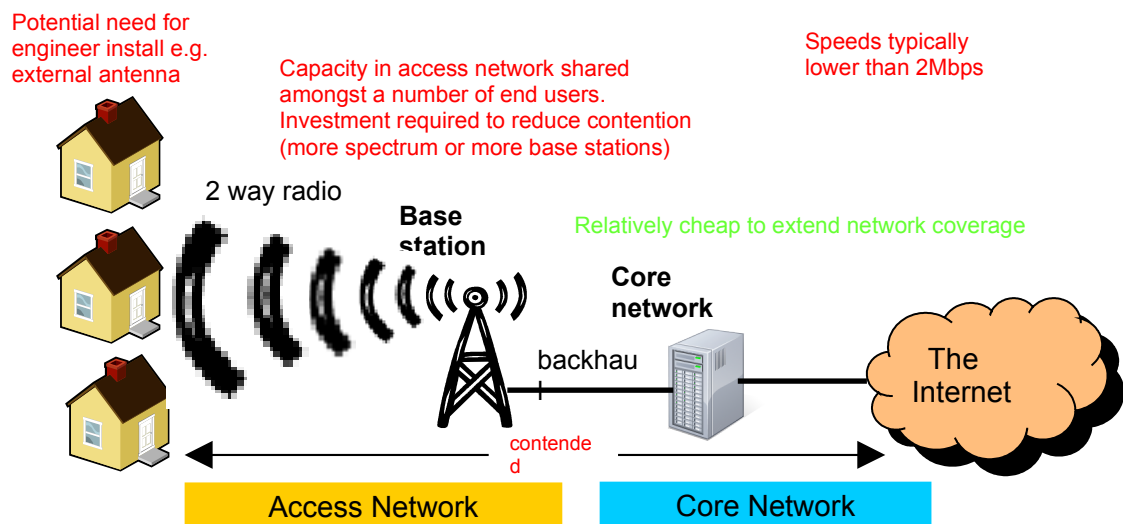 Potential need for
engineer install e.g.
external antenna
Capacity in access network shared
amongst a number of end users.
Investment required to reduce contention
(more spectrum or more base stations)
Speeds typically
lower than 2Mbps
2 way radio
Base
station
Relatively cheap to extend network coverage
Core
network
backhau
The
Internet
contende
d
Access Network
Core Network